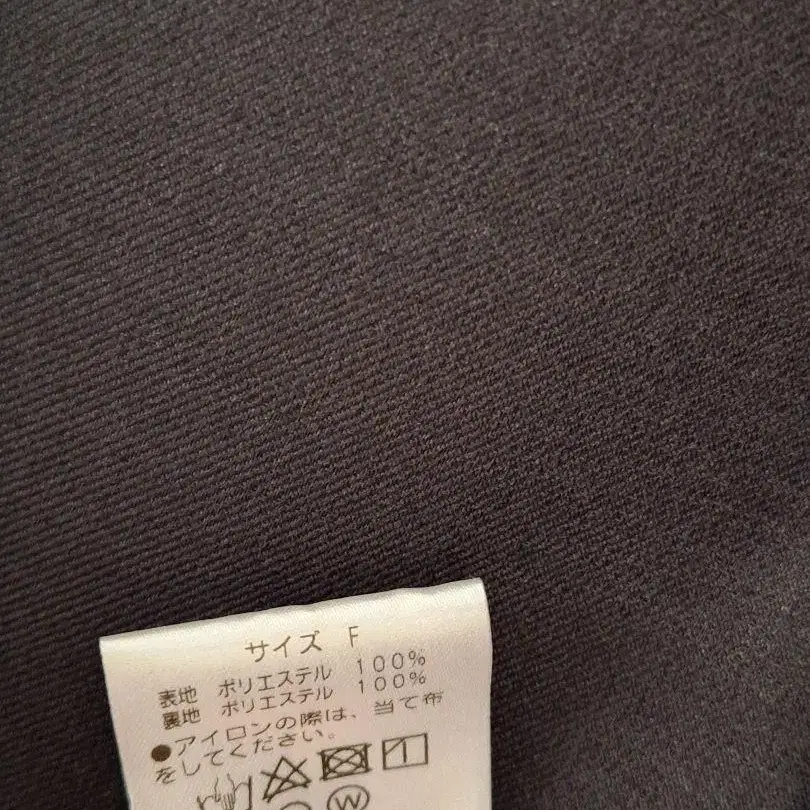 サイズ F
表地 ポリエステル 100%
裏地 ポリエステル 100%
●アイロンの際は、当て布
をしてください。
W